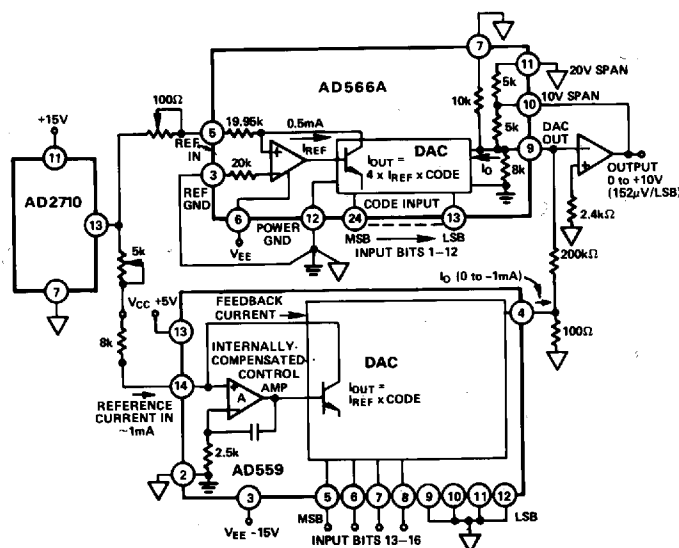 7
11
20V SPAN
5k
AD566A
10k
10
10V SPAN
5k
100Ω
+15V
5
19.95k
0.5mA
DAC
OUT
9
REF
IN
IREF
DAC
IOUT =
4 x IREF x CODE
IO
8k
OUTPUT
0 to +10V
(152μV/LSB)
11
3
20k
REF
GND
AD2710
13
6
POWER
GND
12
24
CODE INPUT
13
2.4kΩ
VEE
MSB
LSB
INPUT BITS 1–12
5k
200kΩ
7
VCC +5V
FEEDBACK
CURRENT
IO (0 to -1mA)
13
4
8k
INTERNALLY-
COMPENSATED-
CONTROL
AMP
DAC
100Ω
14
A
IOUT =
IREF x CODE
REFERENCE
CURRENT IN
~1mA
2.5k
AD559
2
3
5
6
7
8
9
10
11
12
MSB
LSB
VEE -15V
INPUT BITS 13–16